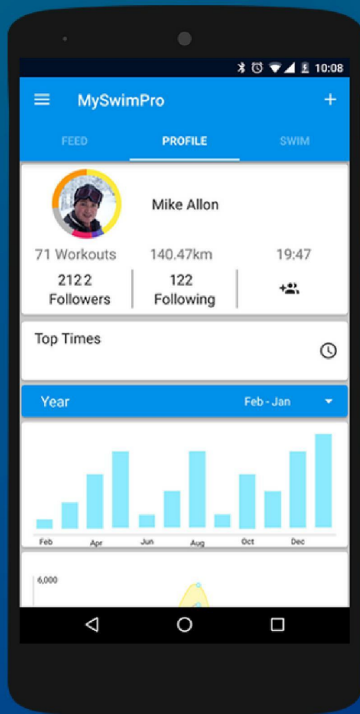 10:08
MySwimPro
FEED PROFILE SWIM
Mike Allon
71 Workouts 140.47km 19:47
2122 122
Followers Following
Top Times
Year Feb - Jan
Feb Apr Jun Aug Oct Dec
6,000